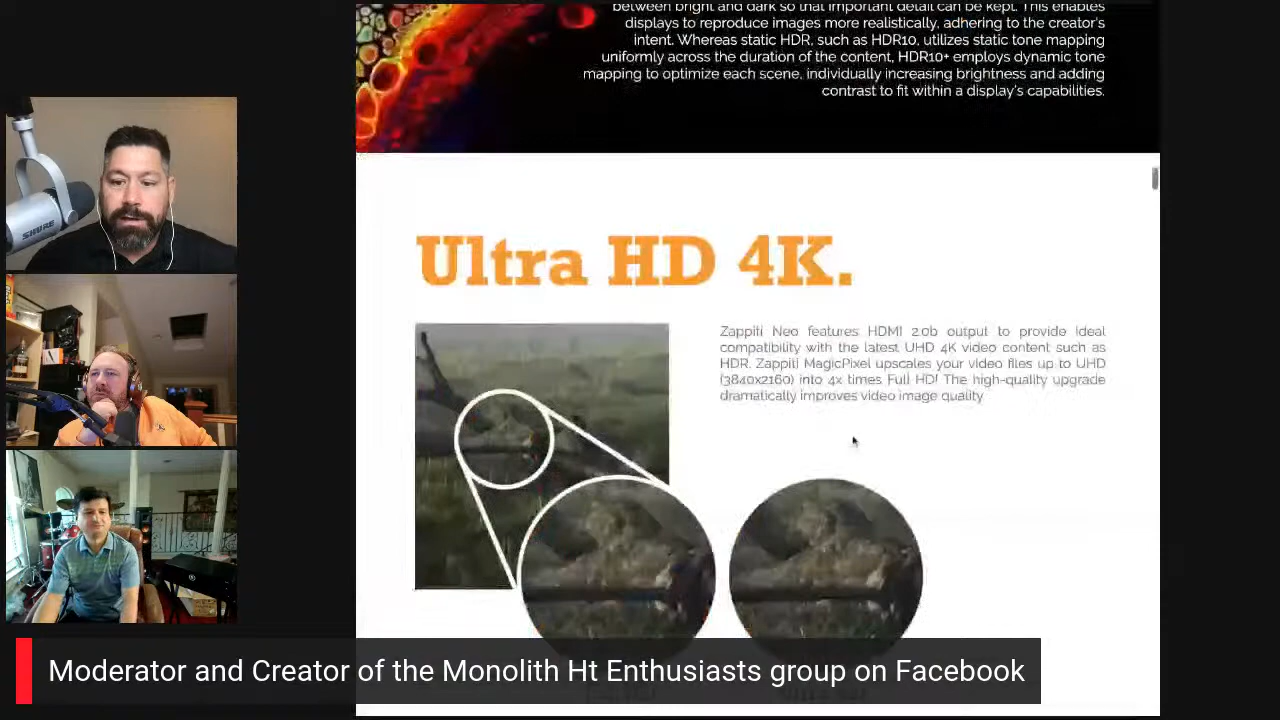 between bright and dark so that important detail can be kept. This enables
displays to reproduce images more realistically, adhering to the creator's
intent. Whereas static HDR, such as HDR10, utilizes static tone mapping
uniformly across the duration of the content, HDR10+ employs dynamic tone
mapping to optimize each scene, individually increasing brightness and adding
contrast to fit within a display's capabilities.
SHURE
Ultra HD 4K.
Zappiti Neo features HDMI 2.0b output to provide ideal
compatibility with the latest UHD 4K video content such as
HDR. Zappiti MagicPixel upscales your video files up to UHD
(3840x2160) into 4x times Full HD! The high-quality upgrade
dramatically improves video image quality
Moderator and Creator of the Monolith Ht Enthusiasts group on Facebook